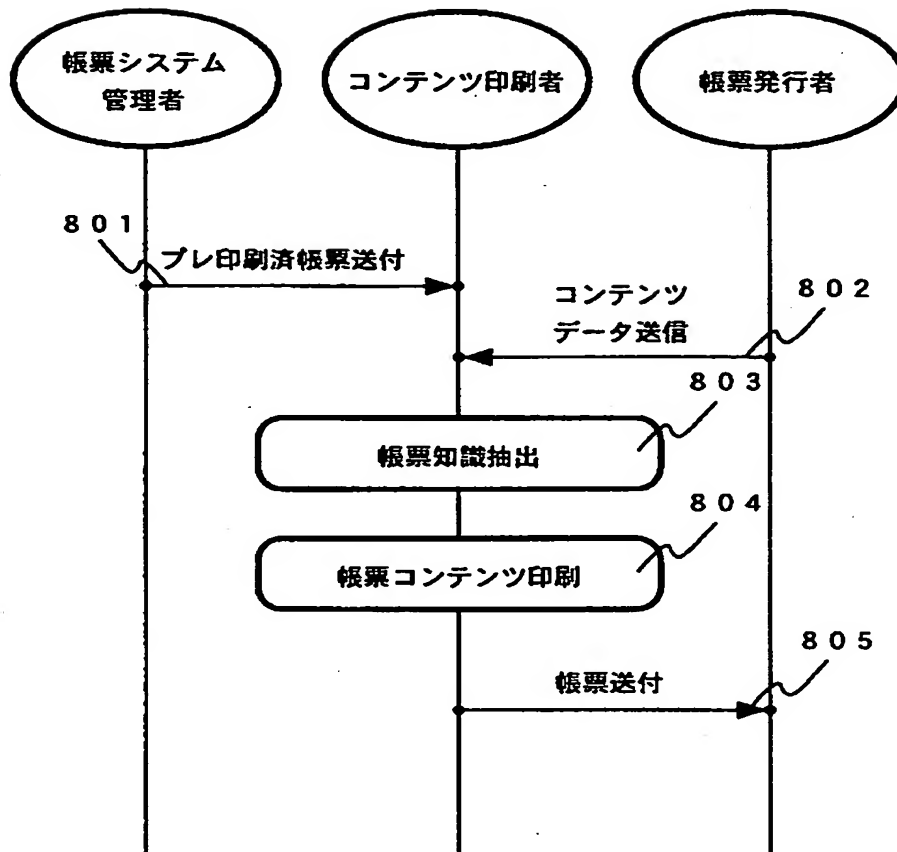 帳票システム
管理者
コンテンツ印刷者
帳票発行者
８０１
プレ印刷済帳票送付
コンテンツ
データ送信
８０２
８０３
帳票知識抽出
８０４
帳票コンテンツ印刷
８０５
帳票送付